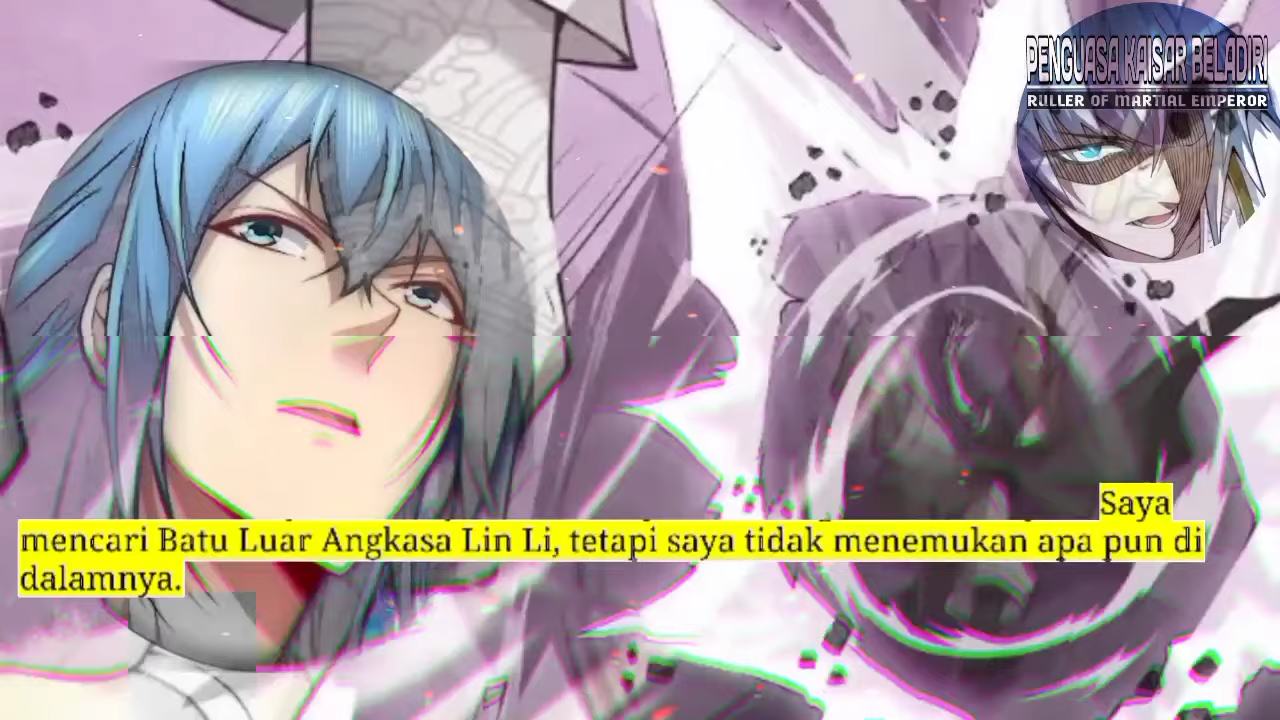 PENGUASA KAISAR BELADIRI
RULLER OF MARTIAL EMPEROR
Saya
mencari Batu Luar Angkasa Lin Li, tetapi saya tidak menemukan apa pun di
dalamnya.